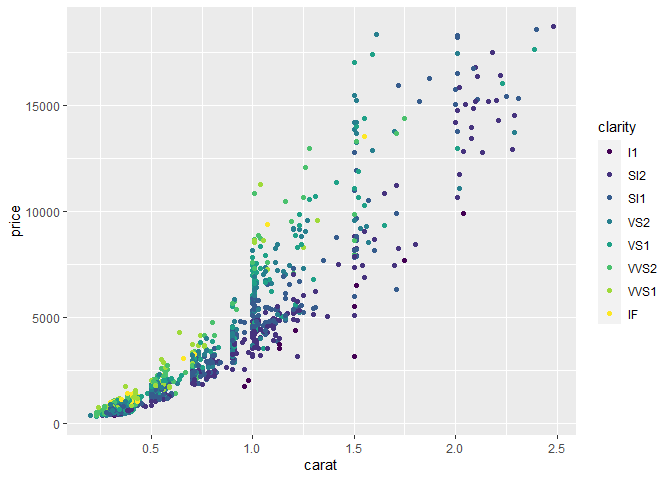 15000
10000
5000
0
price
0.5
1.0
1.5
2.0
2.5
carat
clarity
I1
SI2
SI1
VS2
VS1
VVS2
VVS1
IF